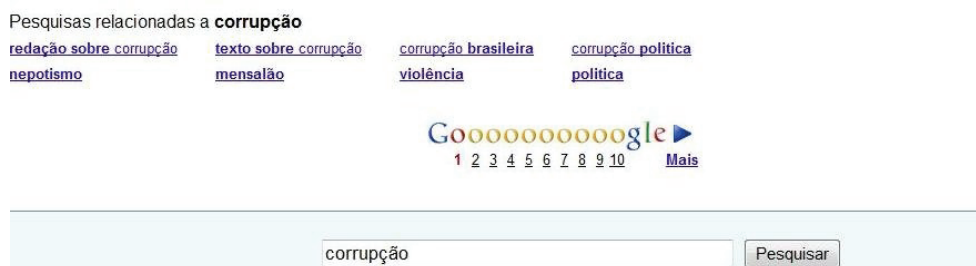 Pesquisas relacionadas a corrupção
redação sobre corrupção texto sobre corrupção corrupção brasileira corrupção politica
nepotismo mensalão violência politica
Goooooooooogle
1 2 3 4 5 6 7 8 9 10 Mais
corrupção Pesquisar